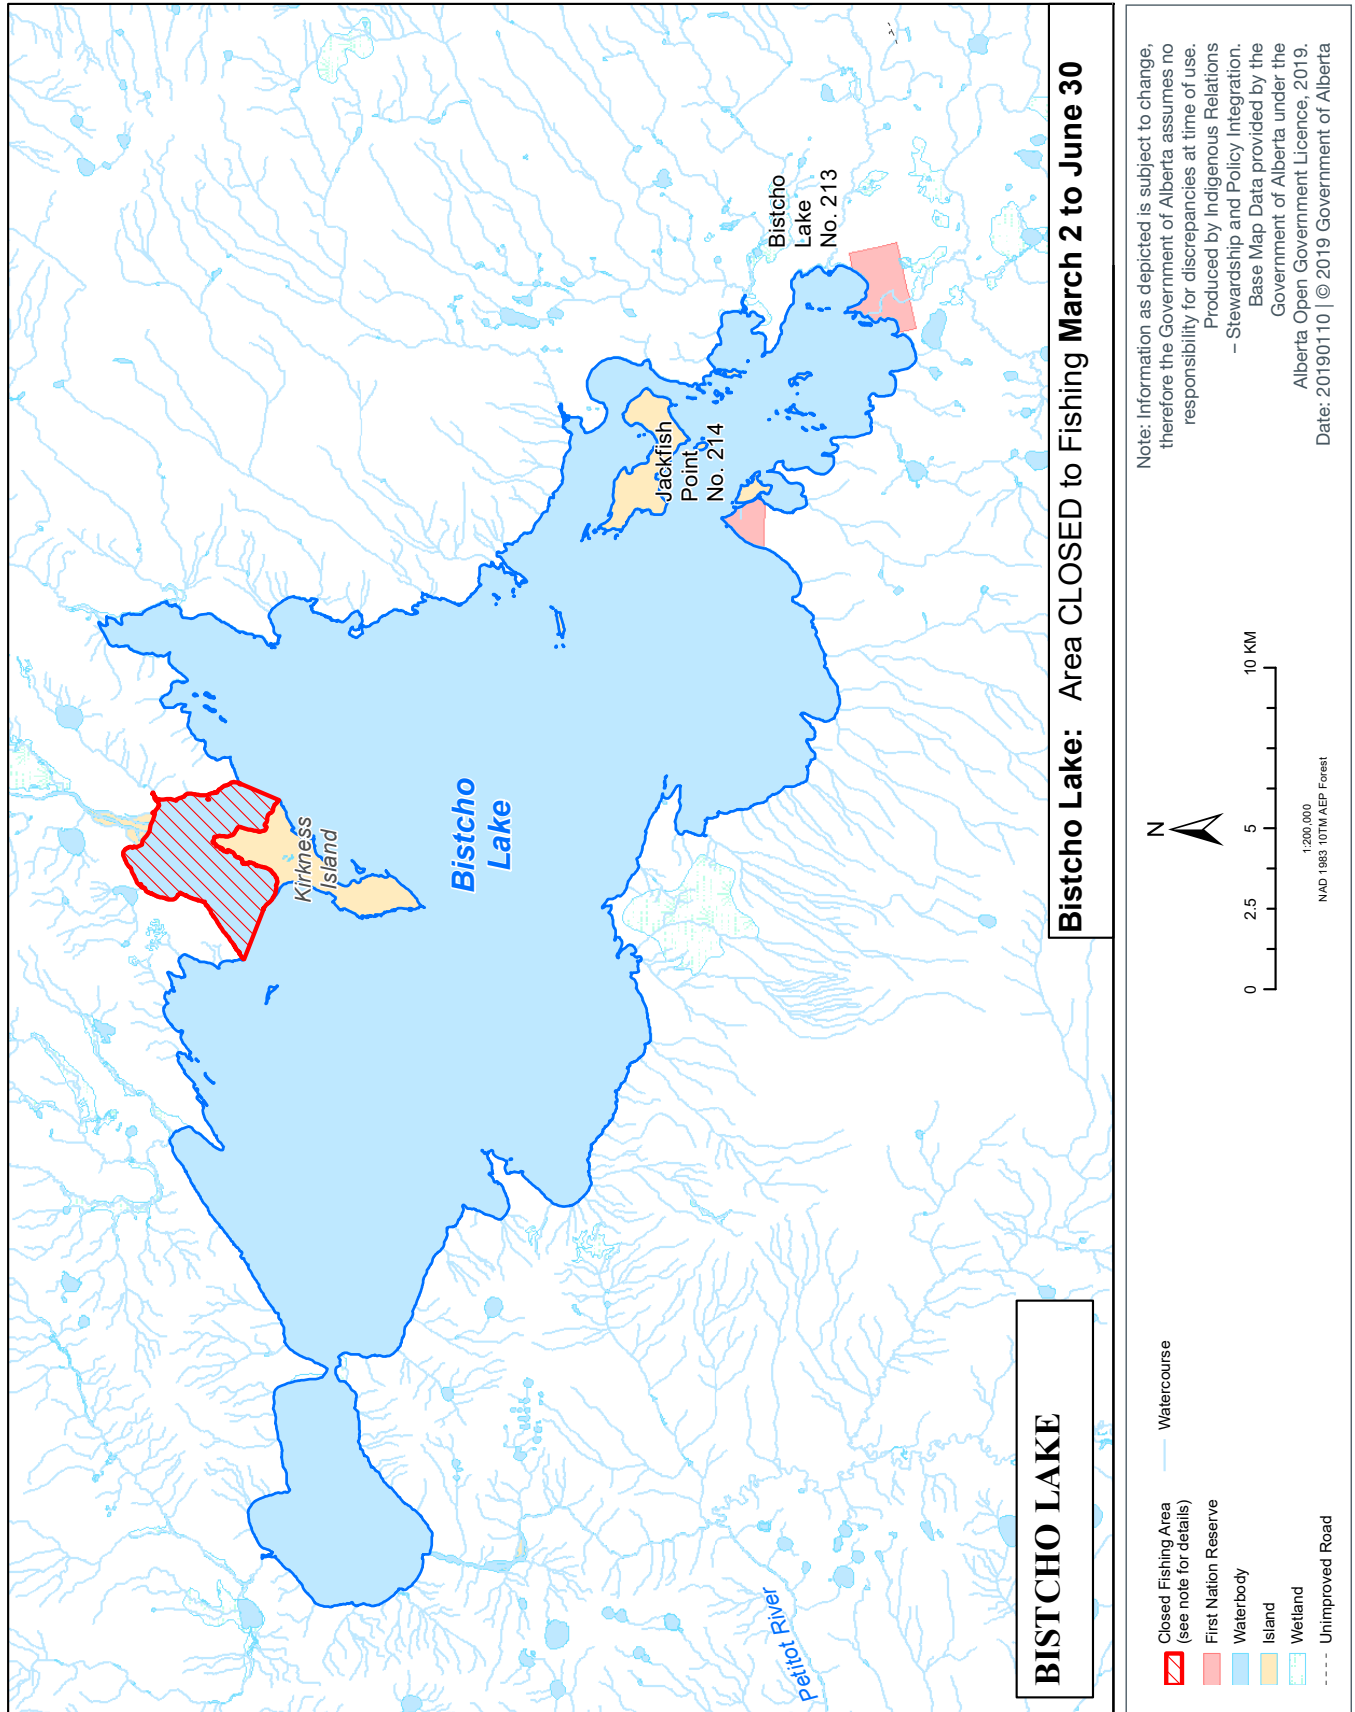 BISTCHO LAKE
Bistcho Lake: Area CLOSED to Fishing March 2 to June 30
Kirkness
Island
Bistcho
Lake
Jackfish
Point
No. 214
Bistcho
Lake
No. 213
Petitot River
Closed Fishing Area
(see note for details)
First Nation Reserve
Waterbody
Island
Wetland
Unimproved Road
Watercourse
N
0 2.5 5 10 KM
1:200,000
NAD 1983 10TM AEP Forest
Note: Information as depicted is subject to change,
therefore the Government of Alberta assumes no
responsibility for discrepancies at time of use.
Produced by Indigenous Relations
– Stewardship and Policy Integration.
Base Map Data provided by the
Government of Alberta under the
Alberta Open Government Licence, 2019.
Date: 20190110 | © 2019 Government of Alberta